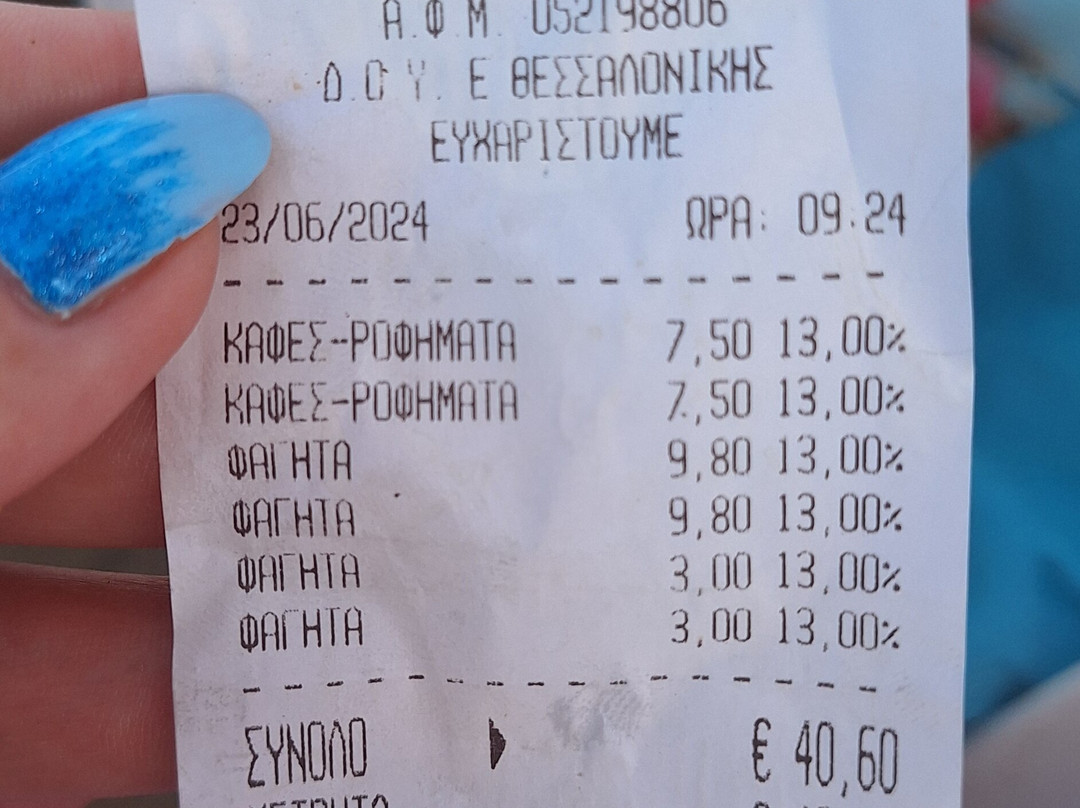 Α.Φ.Μ. 052198806
Δ.Ο.Υ. Ε ΘΕΣΣΑΛΟΝΙΚΗΣ
ΕΥΧΑΡΙΣΤΟΥΜΕ
23/06/2024 ΩΡΑ: 09:24
ΚΑΦΕΣ-ΡΟΦΗΜΑΤΑ 7,50 13,00%
ΚΑΦΕΣ-ΡΟΦΗΜΑΤΑ 7,50 13,00%
ΦΑΓΗΤΑ 9,80 13,00%
ΦΑΓΗΤΑ 9,80 13,00%
ΦΑΓΗΤΑ 3,00 13,00%
ΦΑΓΗΤΑ 3,00 13,00%
ΣΥΝΟΛΟ € 40,60